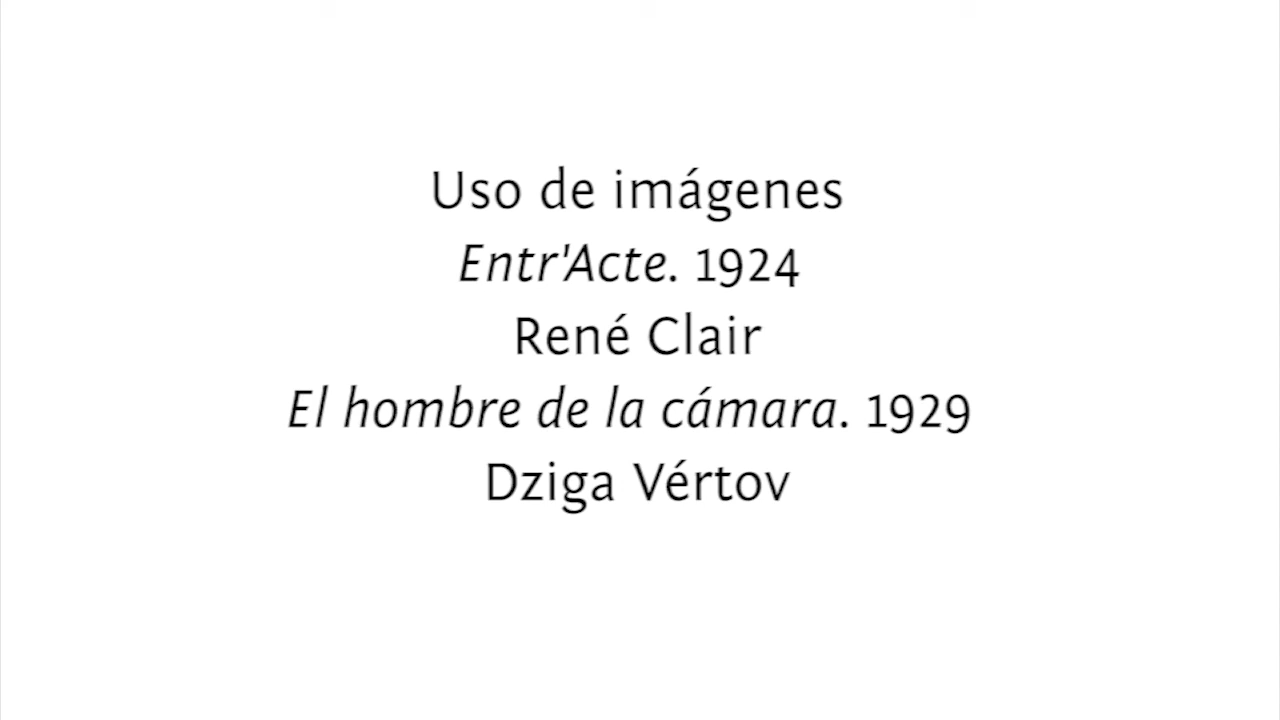 Uso de imágenes
Entr'Acte. 1924
René Clair
El hombre de la cámara. 1929
Dziga Vértov